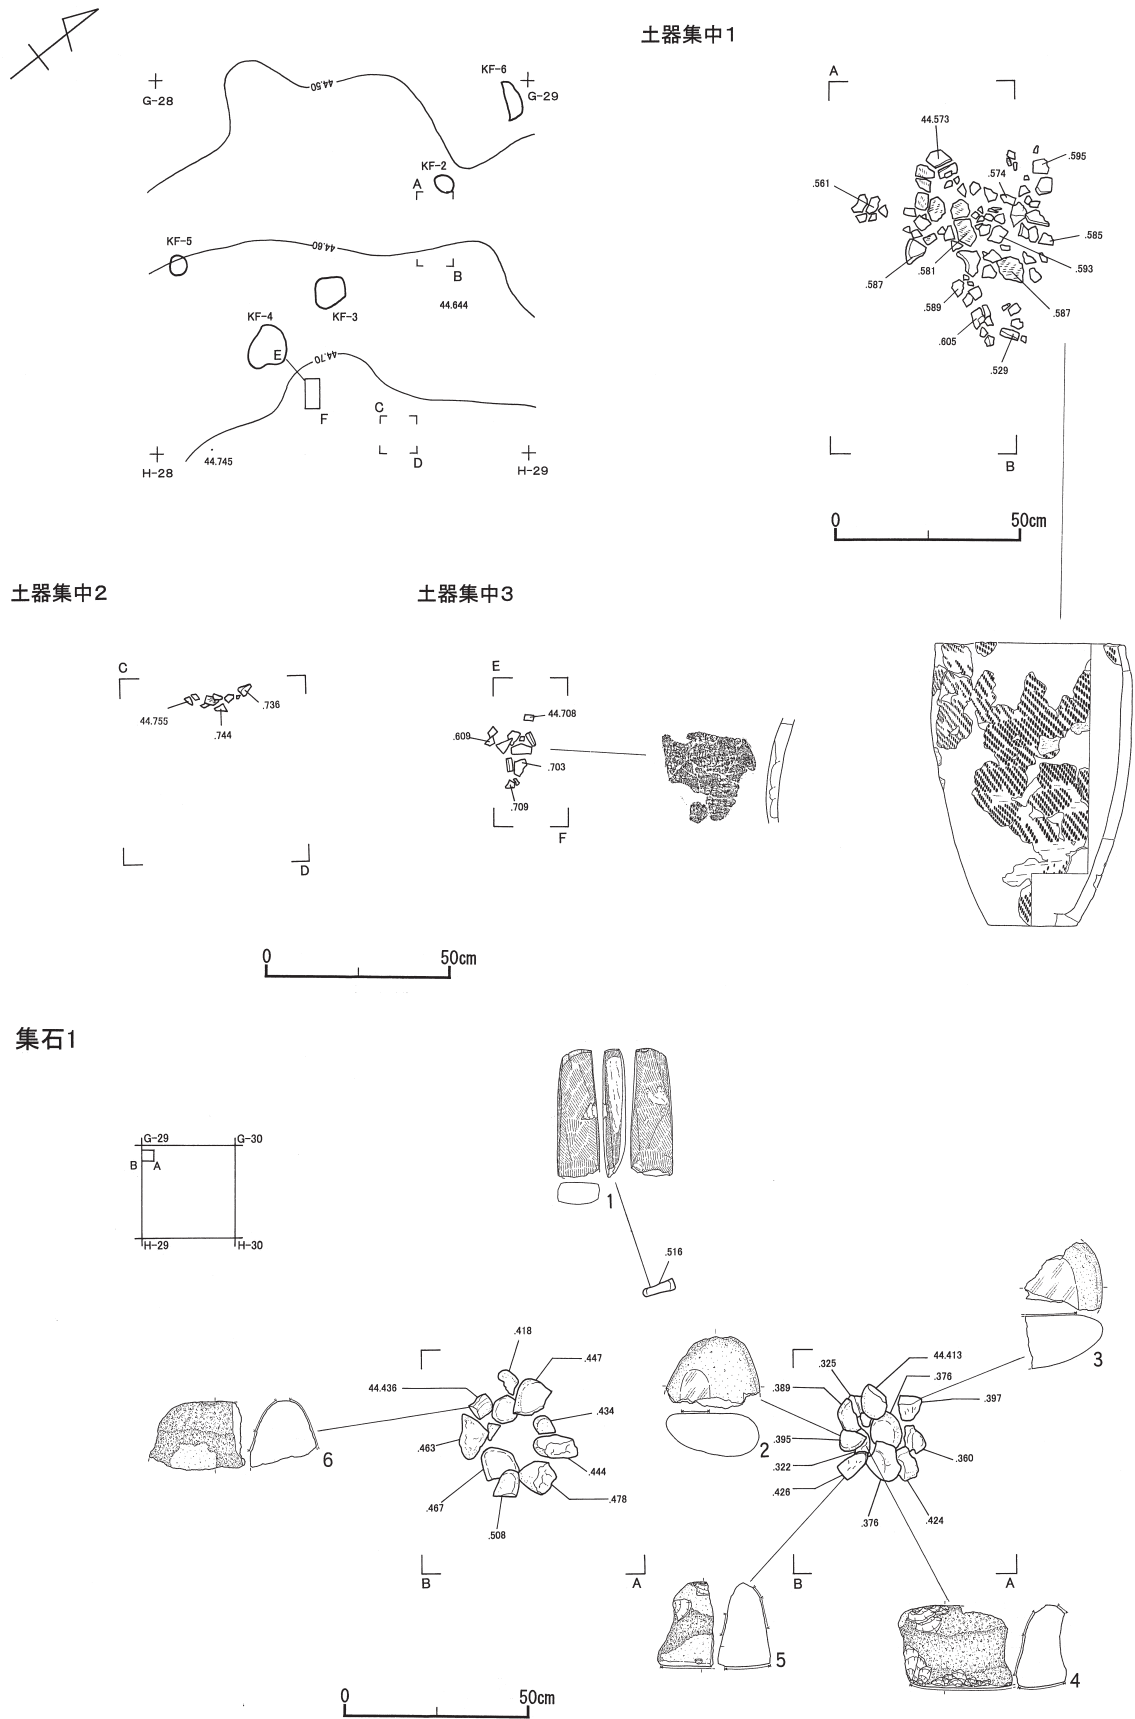 土器集中1
G-28
44.50
KF-6
G-29
KF-2
A
KF-5
44.60
B
44.644
KF-3
KF-4
E
44.70
F
C
D
H-28
44.745
H-29
A
44.573
.595
.574
.561
.585
.593
.581
.587
.589
.587
.605
.529
B
0 50cm
土器集中2
C
44.755
.744
.736
D
土器集中3
E
44.708
.609
.703
.709
F
0 50cm
集石1
G-29
G-30
B
A
H-29
H-30
1
.516
.418
.447
44.436
.434
.463
.444
.467
.478
.508
6
B
A
2
3
.325
44.413
.376
.389
.397
.395
.322
.360
.426
.376
.424
B
A
5
4
0 50cm